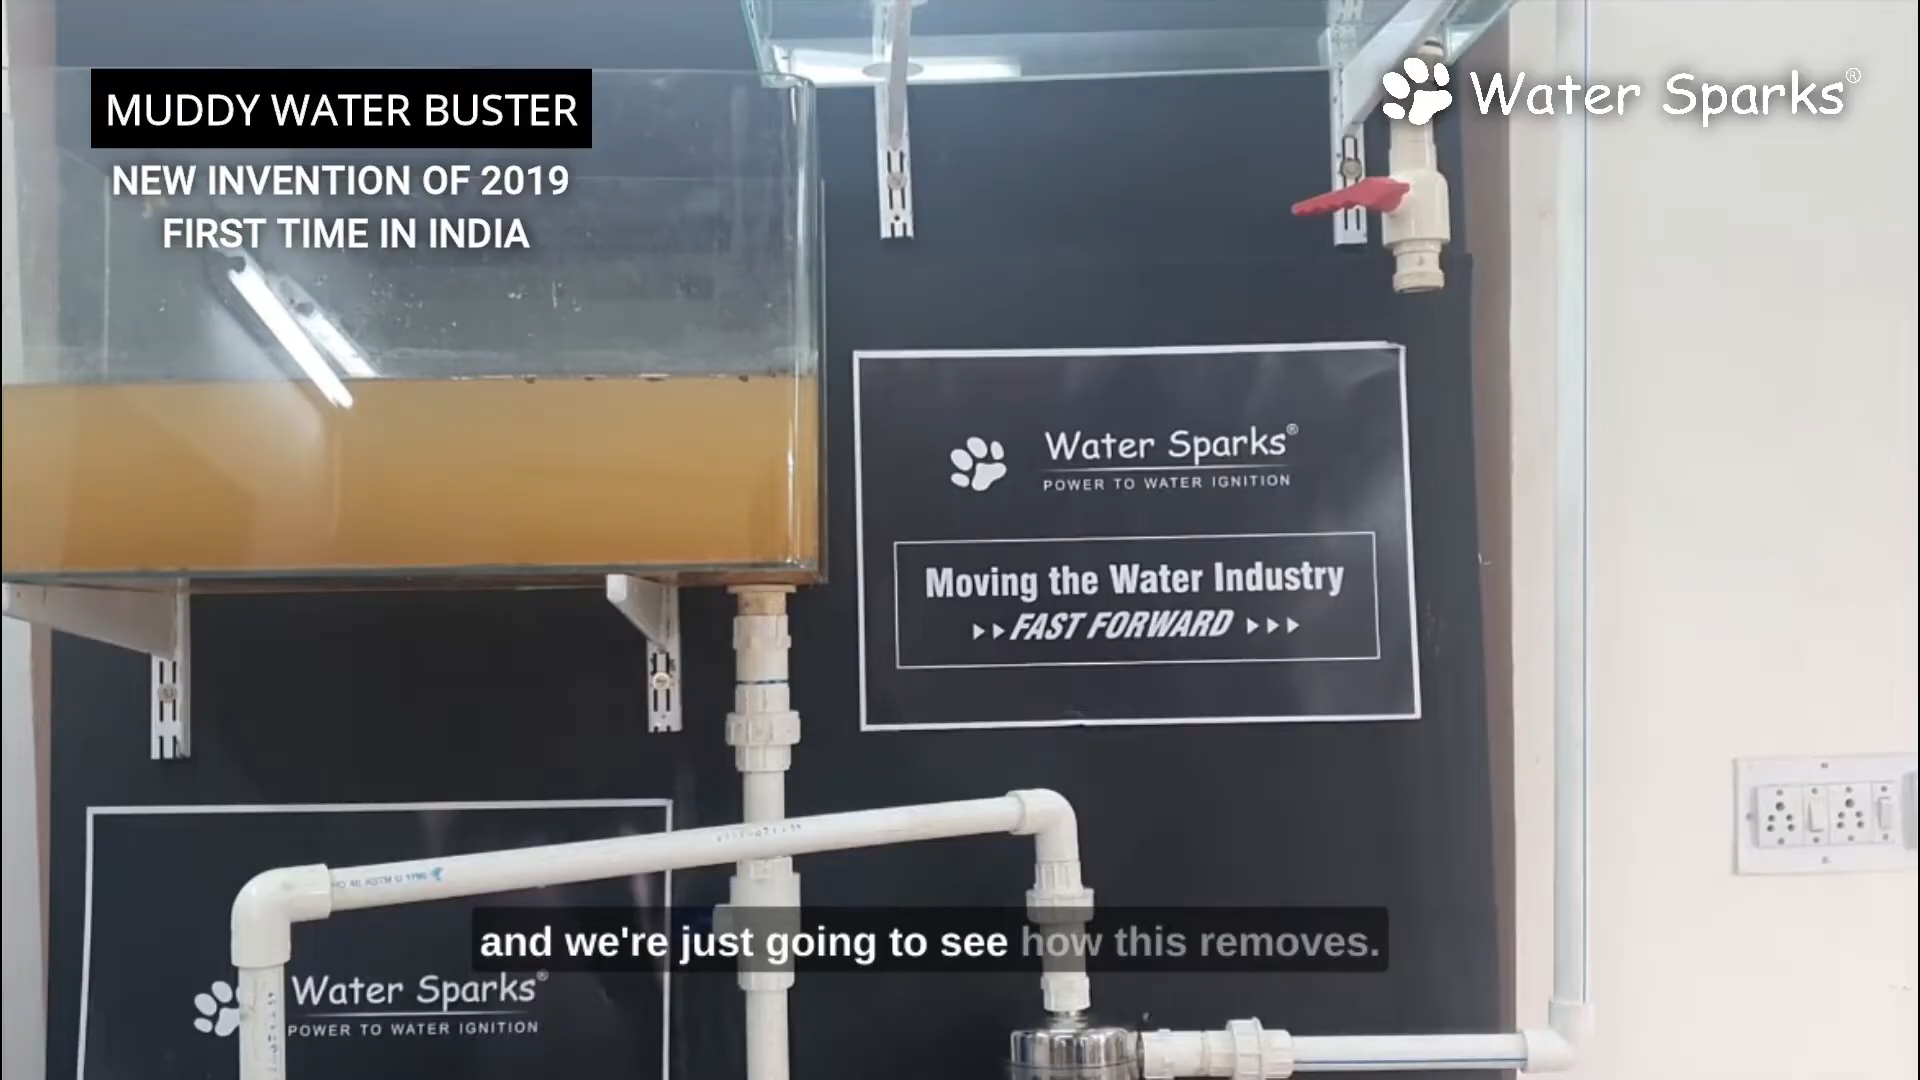 MUDDY WATER BUSTER
NEW INVENTION OF 2019
FIRST TIME IN INDIA
Water Sparks®
Water Sparks®
POWER TO WATER IGNITION
Moving the Water Industry
FAST FORWARD
and we're just going to see how this removes.
Water Sparks®
POWER TO WATER IGNITION